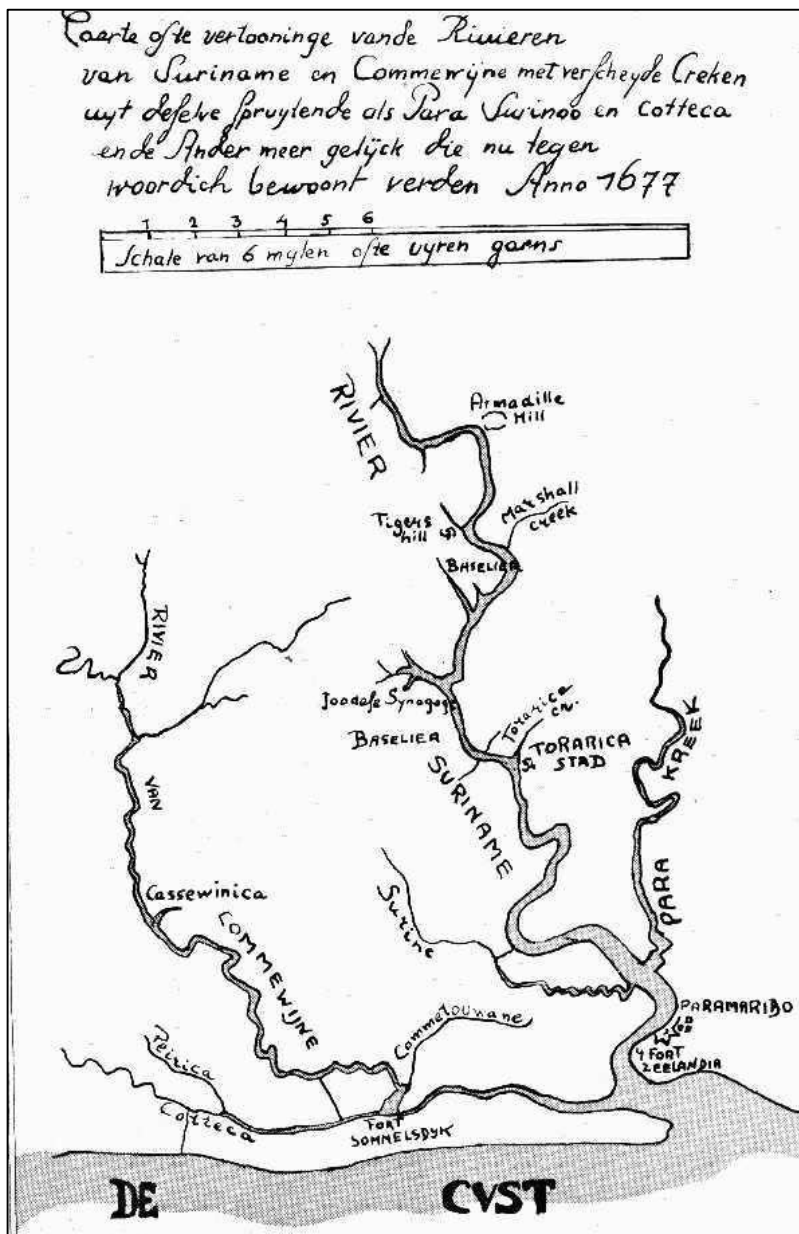 Caerte ofte vertooninge vande Rivieren
van Suriname en Commewijne met verscheyde Creken
uyt deselve spruytende als Para Surinoo en Cotteca
ende Ander meer gelijck die nu tegen
woordich bewoont verden Anno 1677
1 2 3 4 5 6
Schale van 6 mylen ofte uyren gaens
RIVIER
Armadille
Hill
Marshall
Creek
Tigers
hill
BASELIER
RIVIER
Joodse Synagoge
Torarica
CR.
BASELIER
TORARICA
STAD
KREEK
SURINAME
VAN
PARA
Surine
Cassewinica
COMMEWIJNE
PARAMARIBO
Commetouwane
FORT
ZEELANDIA
Peirica
Cotteca
FORT
SOMMELSDYK
DE CVST